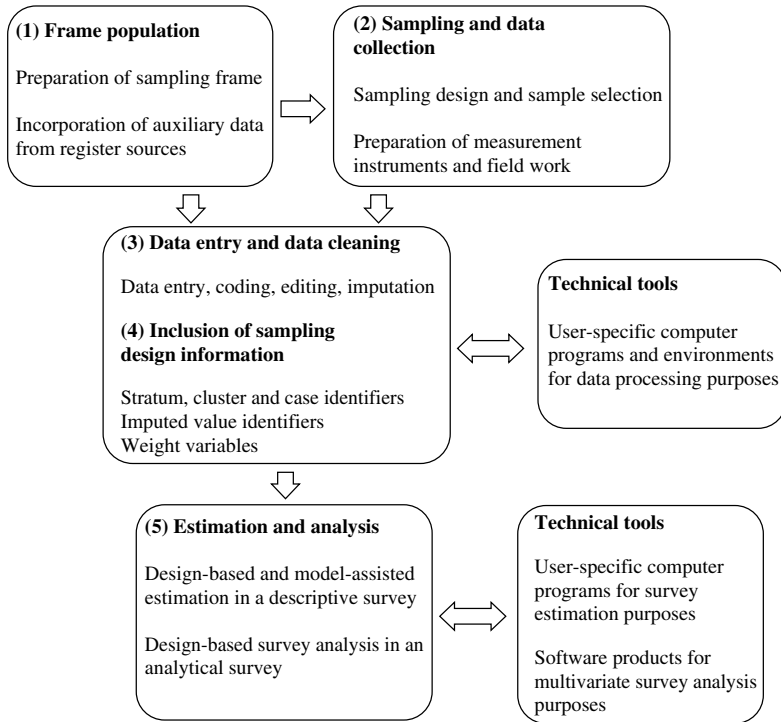 (1) Frame population
Preparation of sampling frame
Incorporation of auxiliary data
from register sources
(2) Sampling and data
collection
Sampling design and sample selection
Preparation of measurement
instruments and field work
(3) Data entry and data cleaning
Data entry, coding, editing, imputation
(4) Inclusion of sampling
design information
Stratum, cluster and case identifiers
Imputed value identifiers
Weight variables
Technical tools
User-specific computer
programs and environments
for data processing purposes
(5) Estimation and analysis
Design-based and model-assisted
estimation in a descriptive survey
Design-based survey analysis in an
analytical survey
Technical tools
User-specific computer
programs for survey
estimation purposes
Software products for
multivariate survey analysis
purposes